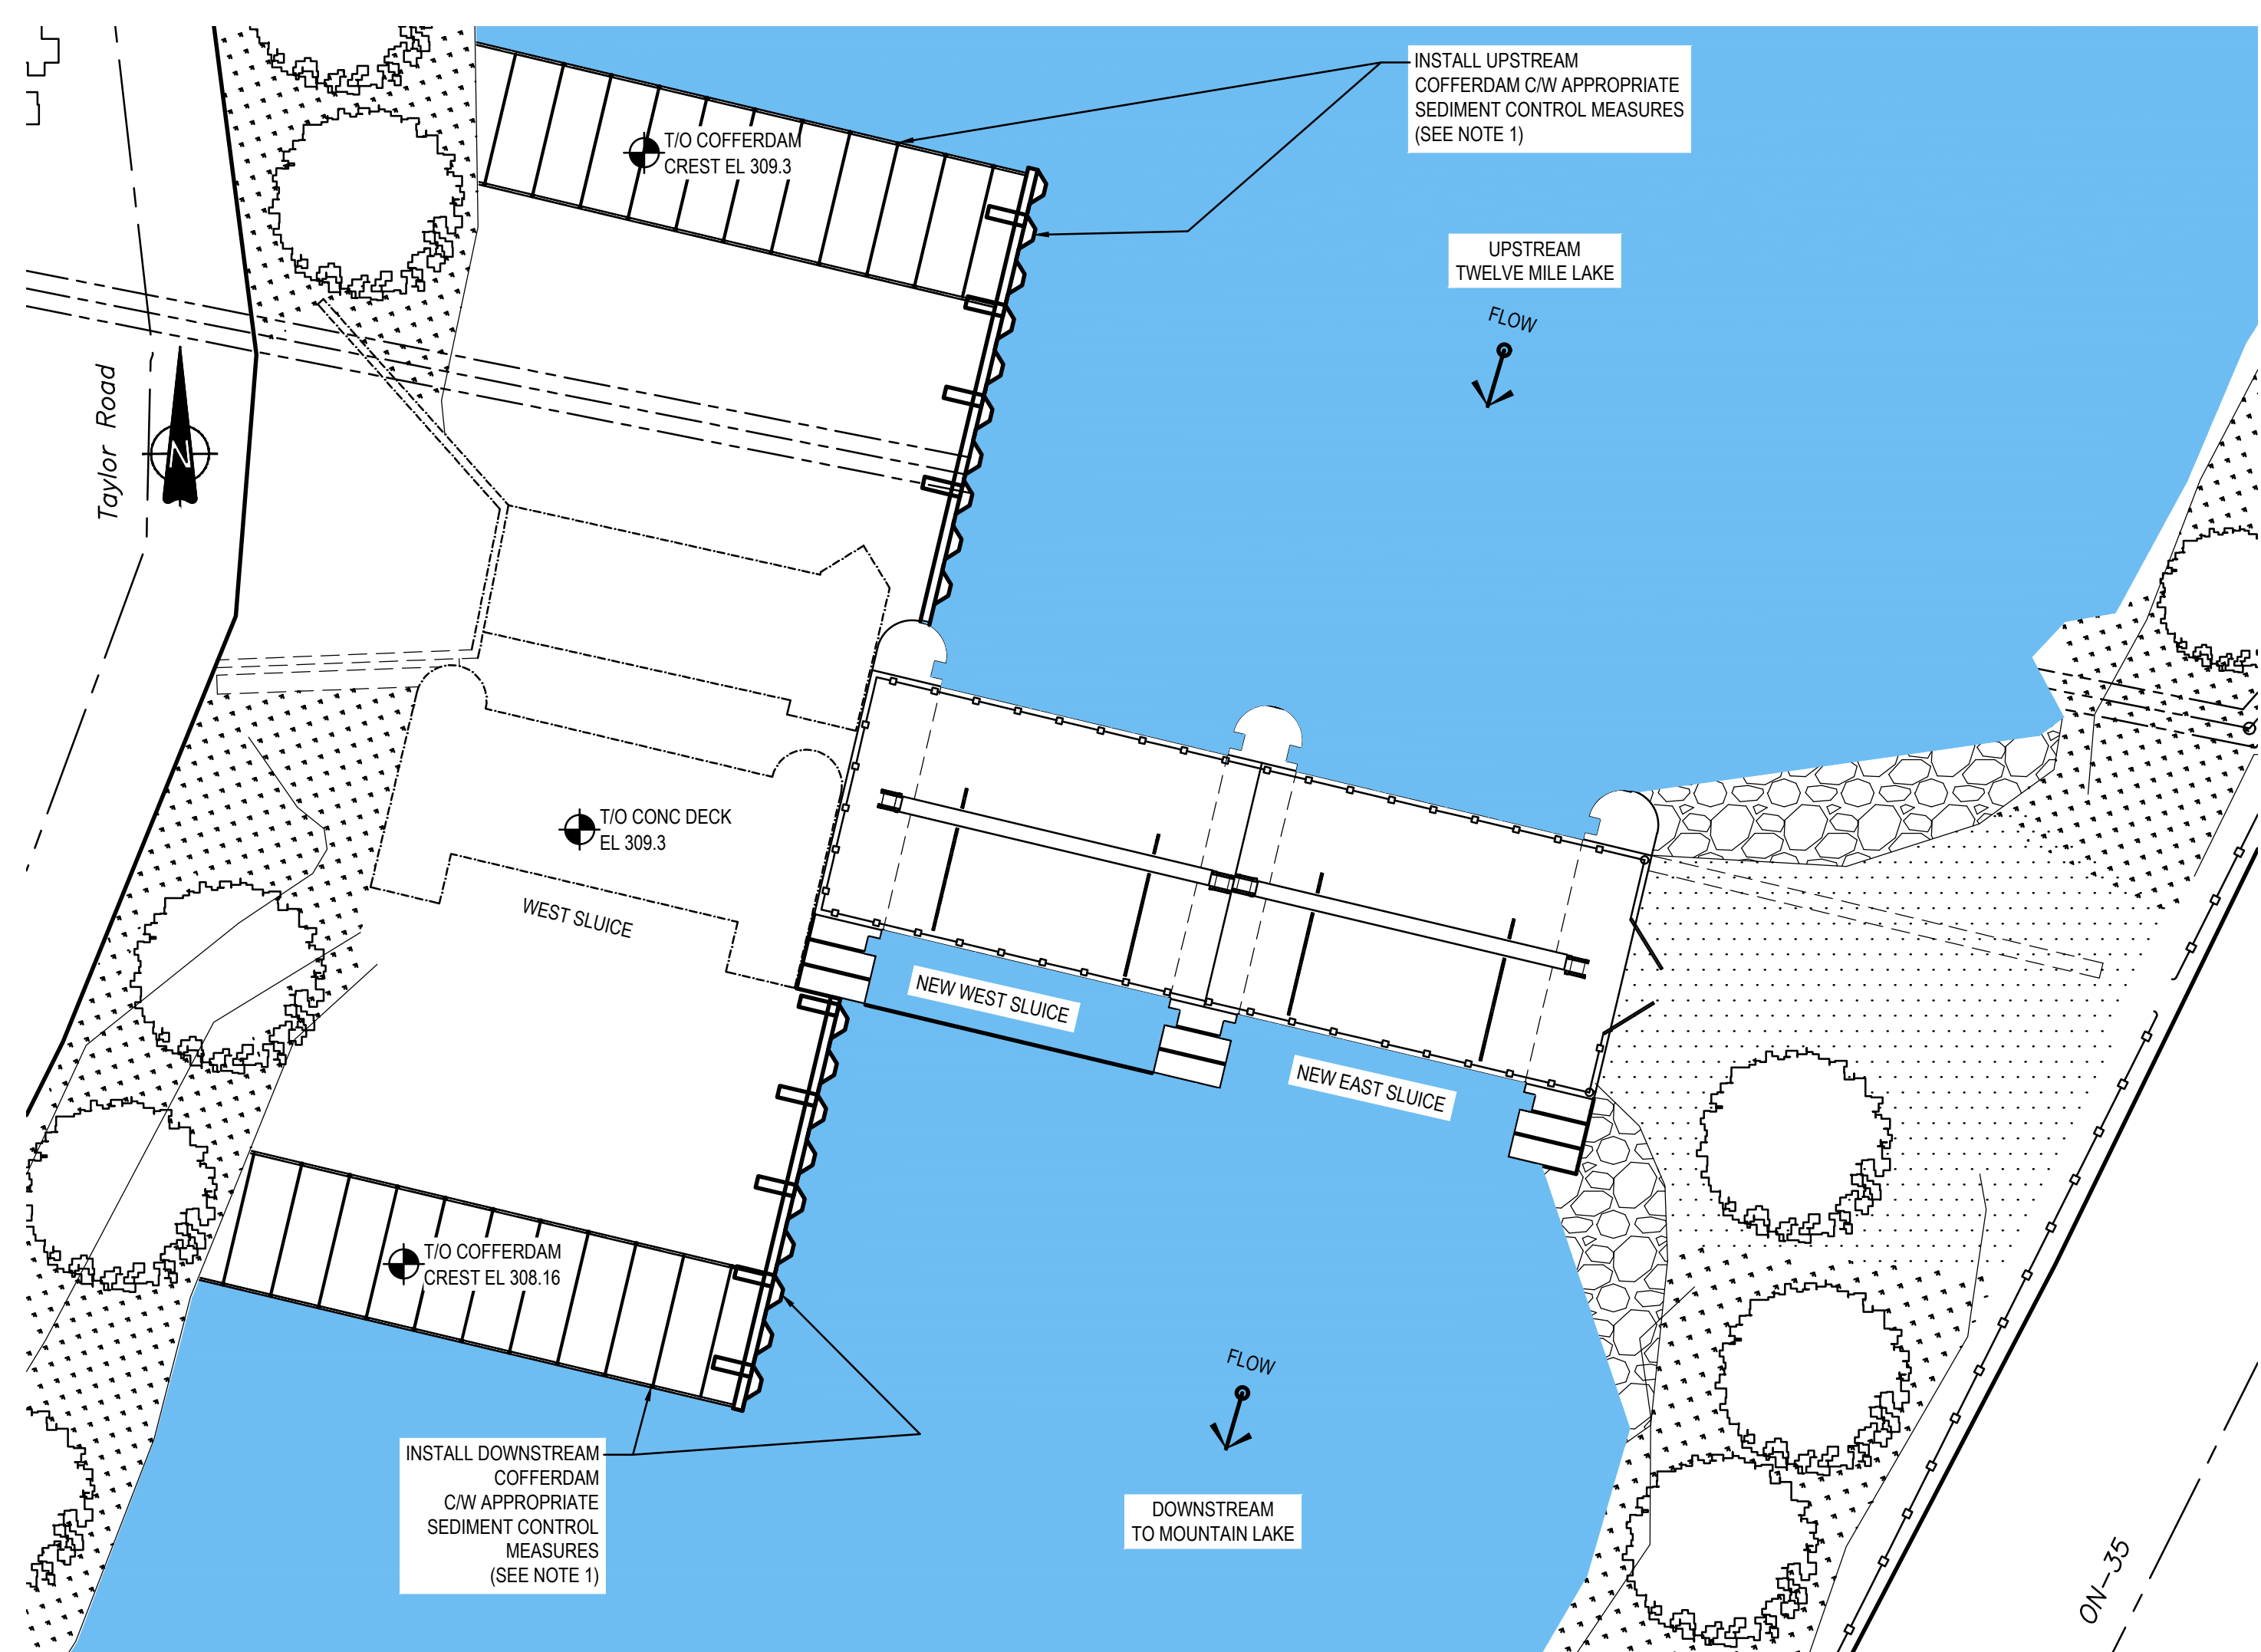 INSTALL UPSTREAM
COFFERDAM C/W APPROPRIATE
SEDIMENT CONTROL MEASURES
(SEE NOTE 1)
T/O COFFERDAM
CREST EL 309.3
UPSTREAM
TWELVE MILE LAKE
FLOW
Taylor Road
N
T/O CONC DECK
EL 309.3
WEST SLUICE
NEW WEST SLUICE
NEW EAST SLUICE
T/O COFFERDAM
CREST EL 308.16
FLOW
INSTALL DOWNSTREAM
COFFERDAM
C/W APPROPRIATE
SEDIMENT CONTROL
MEASURES
(SEE NOTE 1)
DOWNSTREAM
TO MOUNTAIN LAKE
ON-35